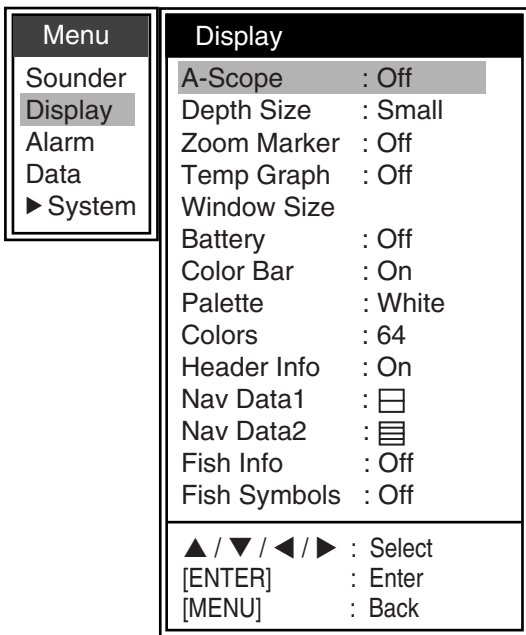 Menu
Sounder
Display
Alarm
Data
▶ System
Display
A-Scope : Off
Depth Size : Small
Zoom Marker : Off
Temp Graph : Off
Window Size
Battery : Off
Color Bar : On
Palette : White
Colors : 64
Header Info : On
Nav Data1 :
Nav Data2 :
Fish Info : Off
Fish Symbols : Off
▲ / ▼ / ◀ / ▶ : Select
[ENTER] : Enter
[MENU] : Back